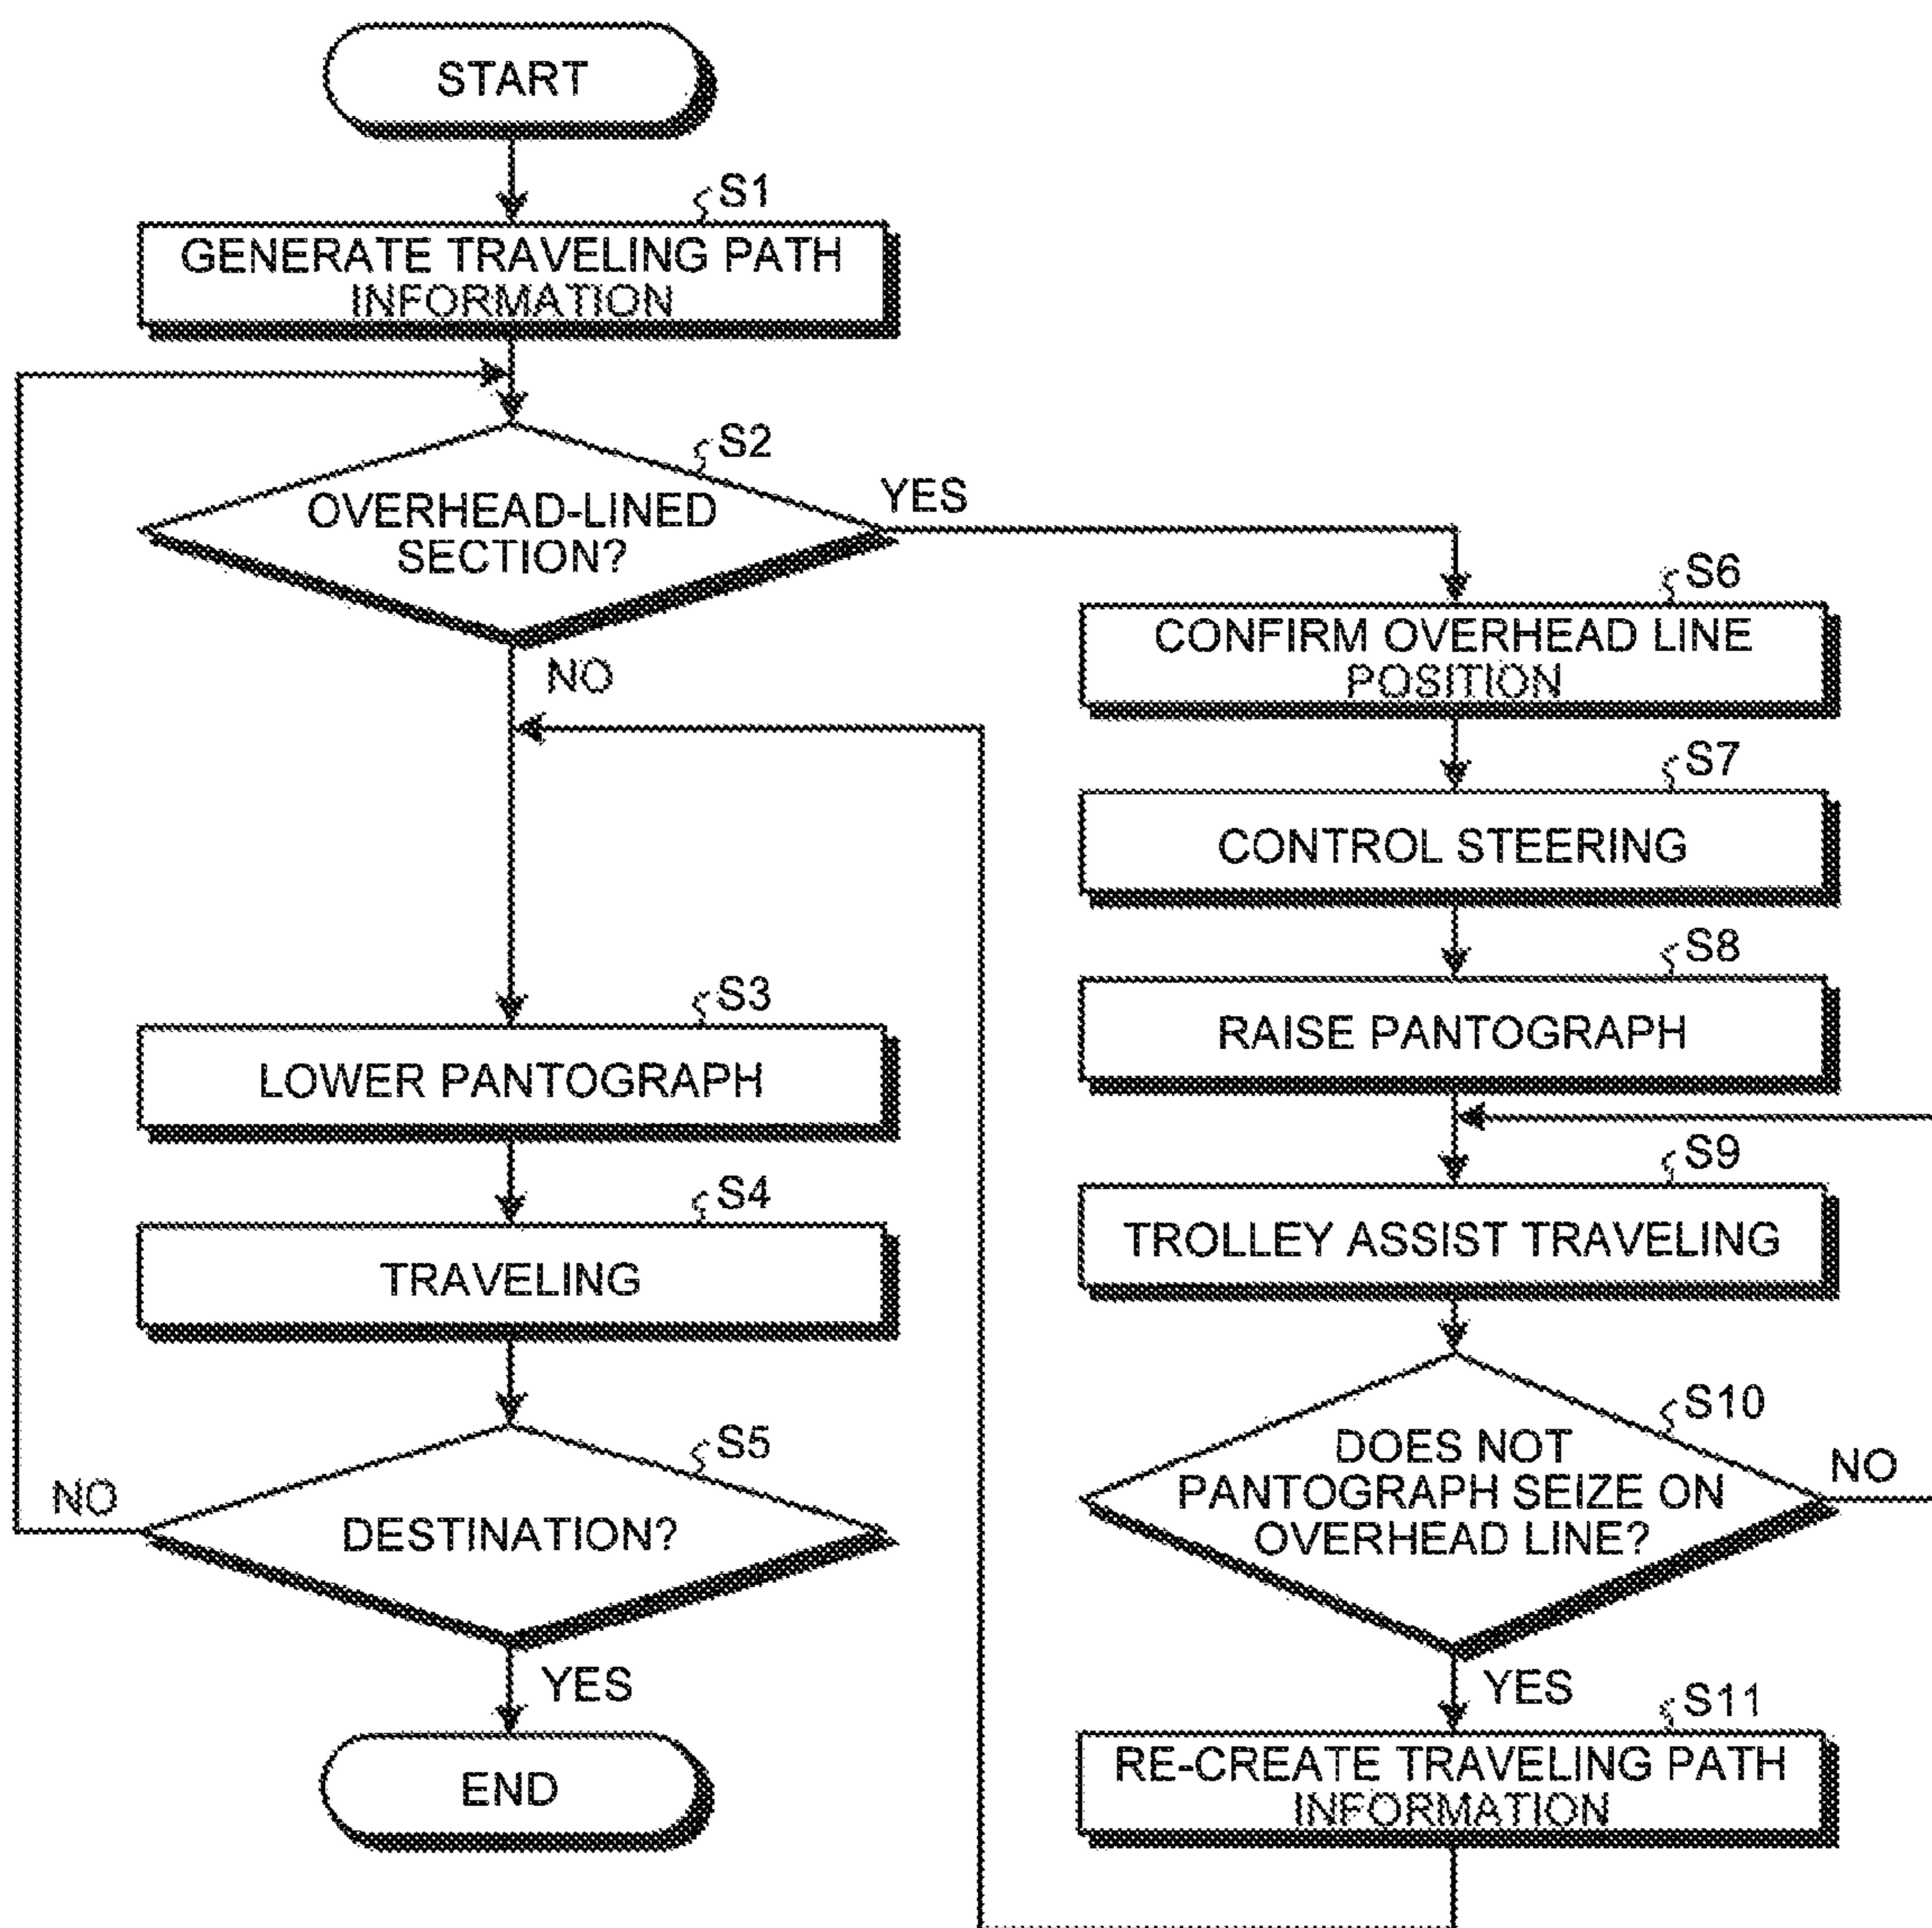 START
S1
GENERATE TRAVELING PATH
INFORMATION
S2
OVERHEAD-LINED
SECTION?
YES
NO
S3
LOWER PANTOGRAPH
S4
TRAVELING
S5
DESTINATION?
NO
YES
END
S6
CONFIRM OVERHEAD LINE
POSITION
S7
CONTROL STEERING
S8
RAISE PANTOGRAPH
S9
TROLLEY ASSIST TRAVELING
S10
DOES NOT
PANTOGRAPH SEIZE ON
OVERHEAD LINE?
NO
YES
S11
RE-CREATE TRAVELING PATH
INFORMATION